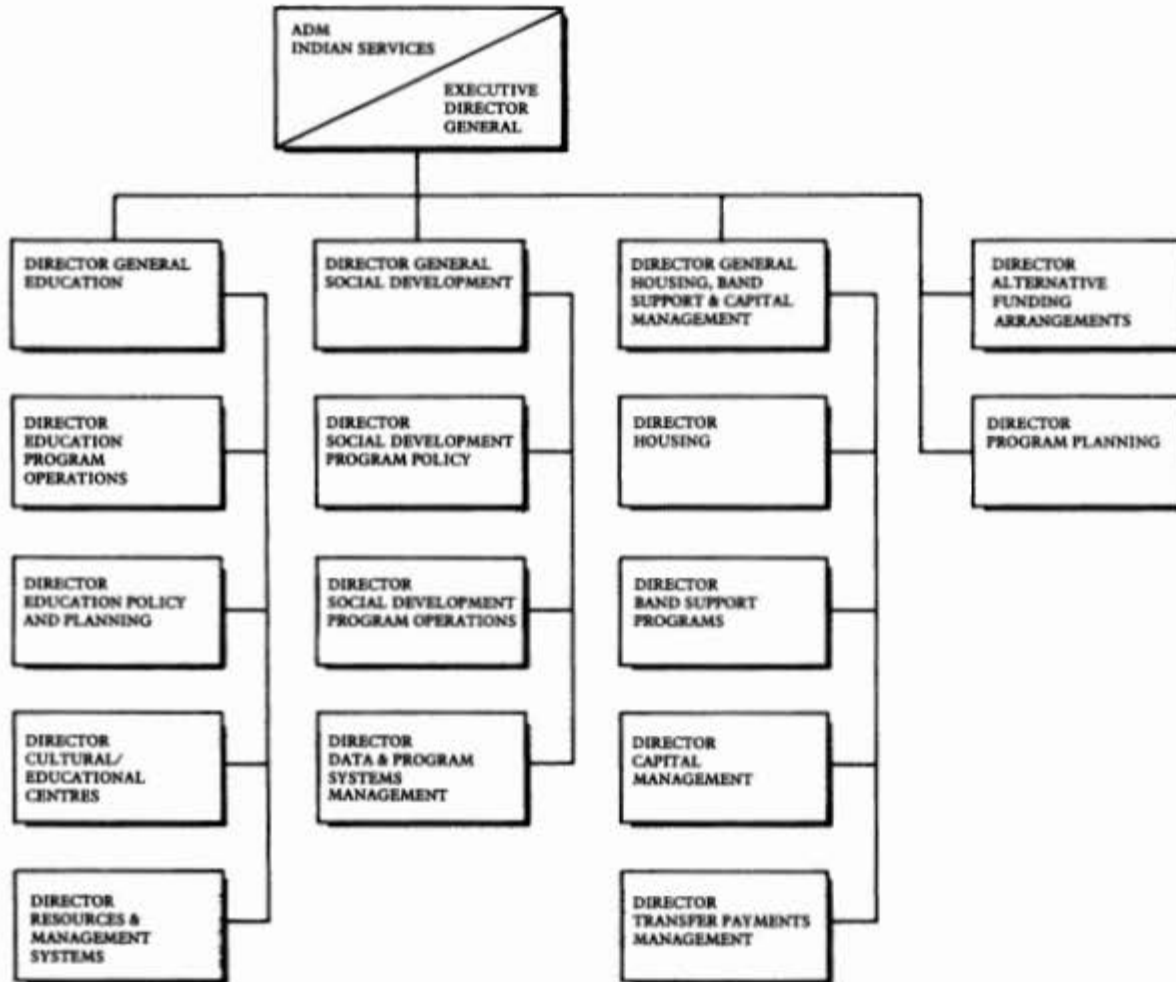 ADM
INDIAN SERVICES
EXECUTIVE
DIRECTOR
GENERAL
DIRECTOR GENERAL
EDUCATION
DIRECTOR GENERAL
SOCIAL DEVELOPMENT
DIRECTOR GENERAL
HOUSING, BAND
SUPPORT & CAPITAL
MANAGEMENT
DIRECTOR
ALTERNATIVE
FUNDING
ARRANGEMENTS
DIRECTOR
EDUCATION
PROGRAM
OPERATIONS
DIRECTOR
SOCIAL DEVELOPMENT
PROGRAM POLICY
DIRECTOR
HOUSING
DIRECTOR
PROGRAM PLANNING
DIRECTOR
EDUCATION POLICY
AND PLANNING
DIRECTOR
SOCIAL DEVELOPMENT
PROGRAM OPERATIONS
DIRECTOR
BAND SUPPORT
PROGRAMS
DIRECTOR
CULTURAL/
EDUCATIONAL
CENTRES
DIRECTOR
DATA & PROGRAM
SYSTEMS
MANAGEMENT
DIRECTOR
CAPITAL
MANAGEMENT
DIRECTOR
RESOURCES &
MANAGEMENT
SYSTEMS
DIRECTOR
TRANSFER PAYMENTS
MANAGEMENT